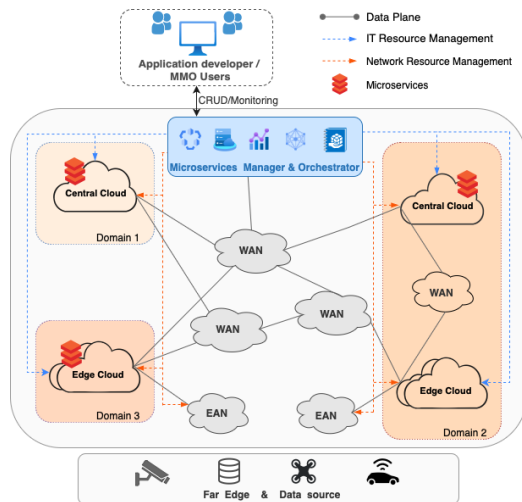 Application developer /
MMO Users
Data Plane
IT Resource Management
Network Resource Management
Microservices
CRUD/Monitoring
Microservices Manager & Orchestrator
Central Cloud
Domain 1
Central Cloud
WAN
WAN
WAN
WAN
Edge Cloud
Domain 3
EAN
EAN
Edge Cloud
Domain 2
Far Edge & Data source